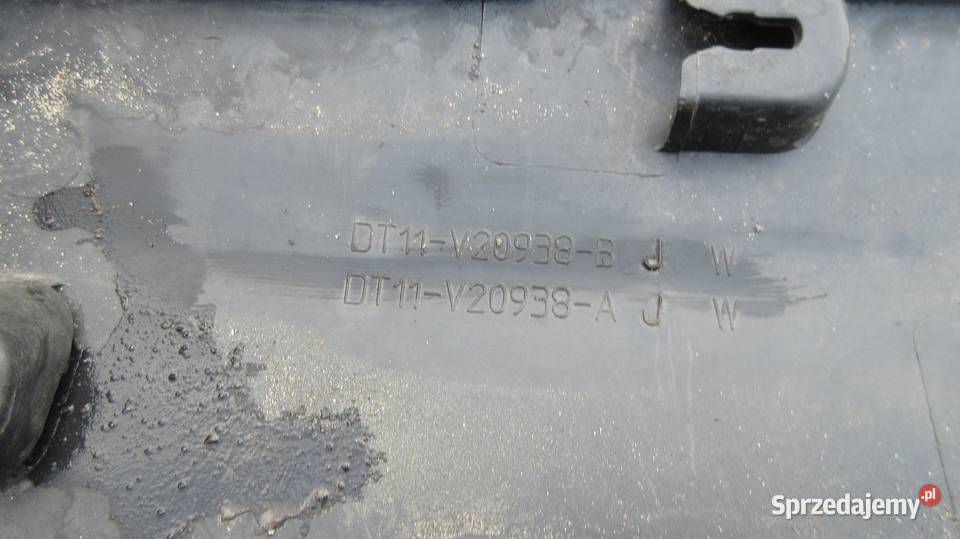 DT11-V20938-B J W
DT11-V20938-A J W
Sprzedajemy.pl